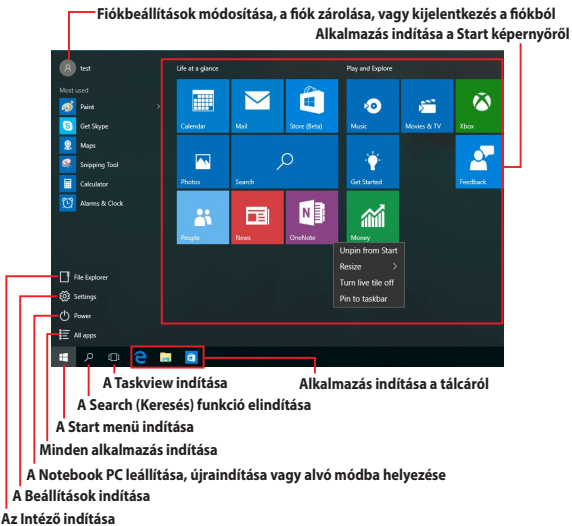 Fiókbeállítások módosítása, a fiók zárolása, vagy kijelentkezés a fiókból
Alkalmazás indítása a Start képernyőről
test
Life at a glance
Play and Explore
Most used
Paint
Get Skype
Maps
Snipping Tool
Calculator
Alarms & Clock
Calendar
Mail
Store (Beta)
Music
Movies & TV
Xbox
Photos
Search
Get Started
Feedback
People
News
OneNote
Money
Unpin from Start
Resize
Turn live tile off
Pin to taskbar
File Explorer
Settings
Power
All apps
A Taskview indítása
Alkalmazás indítása a tálcáról
A Search (Keresés) funkció elindítása
A Start menü indítása
Minden alkalmazás indítása
A Notebook PC leállítása, újraindítása vagy alvó módba helyezése
A Beállítások indítása
Az Intéző indítása